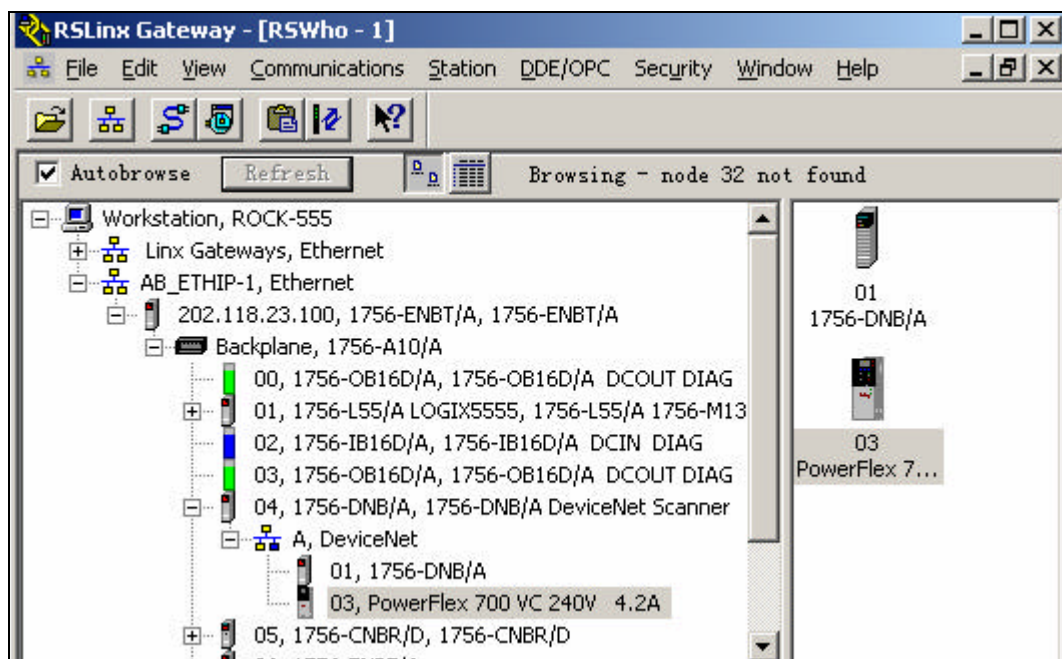 RSLinx Gateway - [RSWho - 1]
File Edit View Communications Station DDE/OPC Security Window Help
Autobrowse Refresh Browsing - node 32 not found
Workstation, ROCK-555
Linx Gateways, Ethernet
AB_ETHIP-1, Ethernet
202.118.23.100, 1756-ENBT/A, 1756-ENBT/A
Backplane, 1756-A10/A
00, 1756-OB16D/A, 1756-OB16D/A DCOUT DIAG
01, 1756-L55/A LOGIX5555, 1756-L55/A 1756-M13
02, 1756-IB16D/A, 1756-IB16D/A DCIN DIAG
03, 1756-OB16D/A, 1756-OB16D/A DCOUT DIAG
04, 1756-DNB/A, 1756-DNB/A DeviceNet Scanner
A, DeviceNet
01, 1756-DNB/A
03, PowerFlex 700 VC 240V 4.2A
05, 1756-CNBR/D, 1756-CNBR/D
01
1756-DNB/A
03
PowerFlex 7...